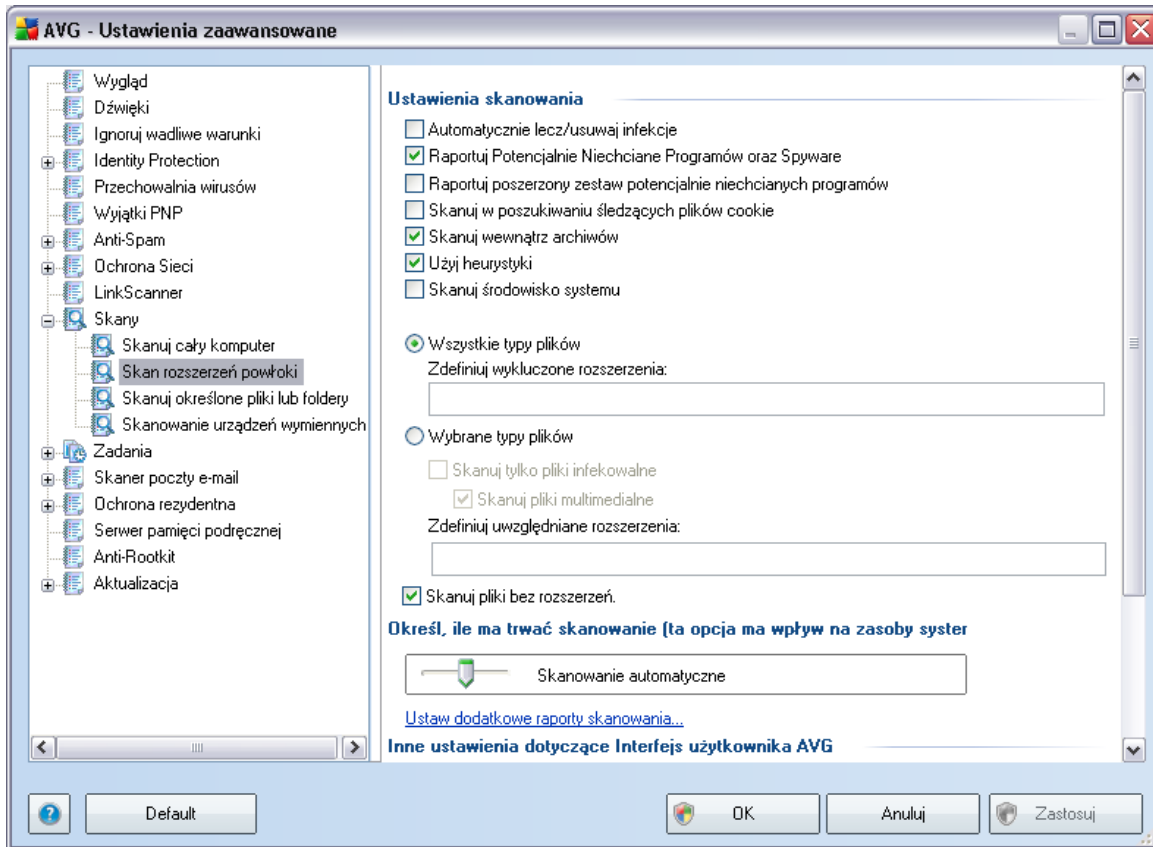 AVG - Ustawienia zaawansowane
Wygląd
Dźwięki
Ignoruj wadliwe warunki
Identity Protection
Przechowalnia wirusów
Wyjątki PNP
Anti-Spam
Ochrona Sieci
LinkScanner
Skany
Skanuj cały komputer
Skan rozszerzeń powłoki
Skanuj określone pliki lub foldery
Skanowanie urządzeń wymiennych
Zadania
Skaner poczty e-mail
Ochrona rezydentna
Serwer pamięci podręcznej
Anti-Rootkit
Aktualizacja
Ustawienia skanowania
Automatycznie lecz/usuwaj infekcje
Raportuj Potencjalnie Niechciane Programów oraz Spyware
Raportuj poszerzony zestaw potencjalnie niechcianych programów
Skanuj w poszukiwaniu śledzących plików cookie
Skanuj wewnątrz archiwów
Użyj heurystyki
Skanuj środowisko systemu
Wszystkie typy plików
Zdefiniuj wykluczone rozszerzenia:
Wybrane typy plików
Skanuj tylko pliki infekowalne
Skanuj pliki multimedialne
Zdefiniuj uwzględniane rozszerzenia:
Skanuj pliki bez rozszerzeń.
Określ, ile ma trwać skanowanie (ta opcja ma wpływ na zasoby syster
Skanowanie automatyczne
Ustaw dodatkowe raporty skanowania...
Inne ustawienia dotyczące Interfejs użytkownika AVG
Default
OK
Anuluj
Zastosuj